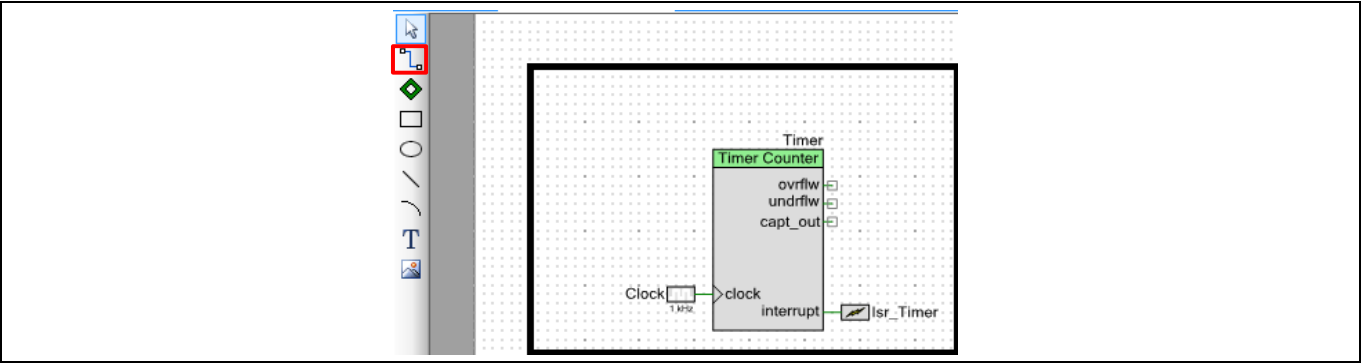 T
Timer
Timer Counter
ovrflw
undrflw
capt_out
Clock
1 kHz
clock
interrupt
Isr_Timer